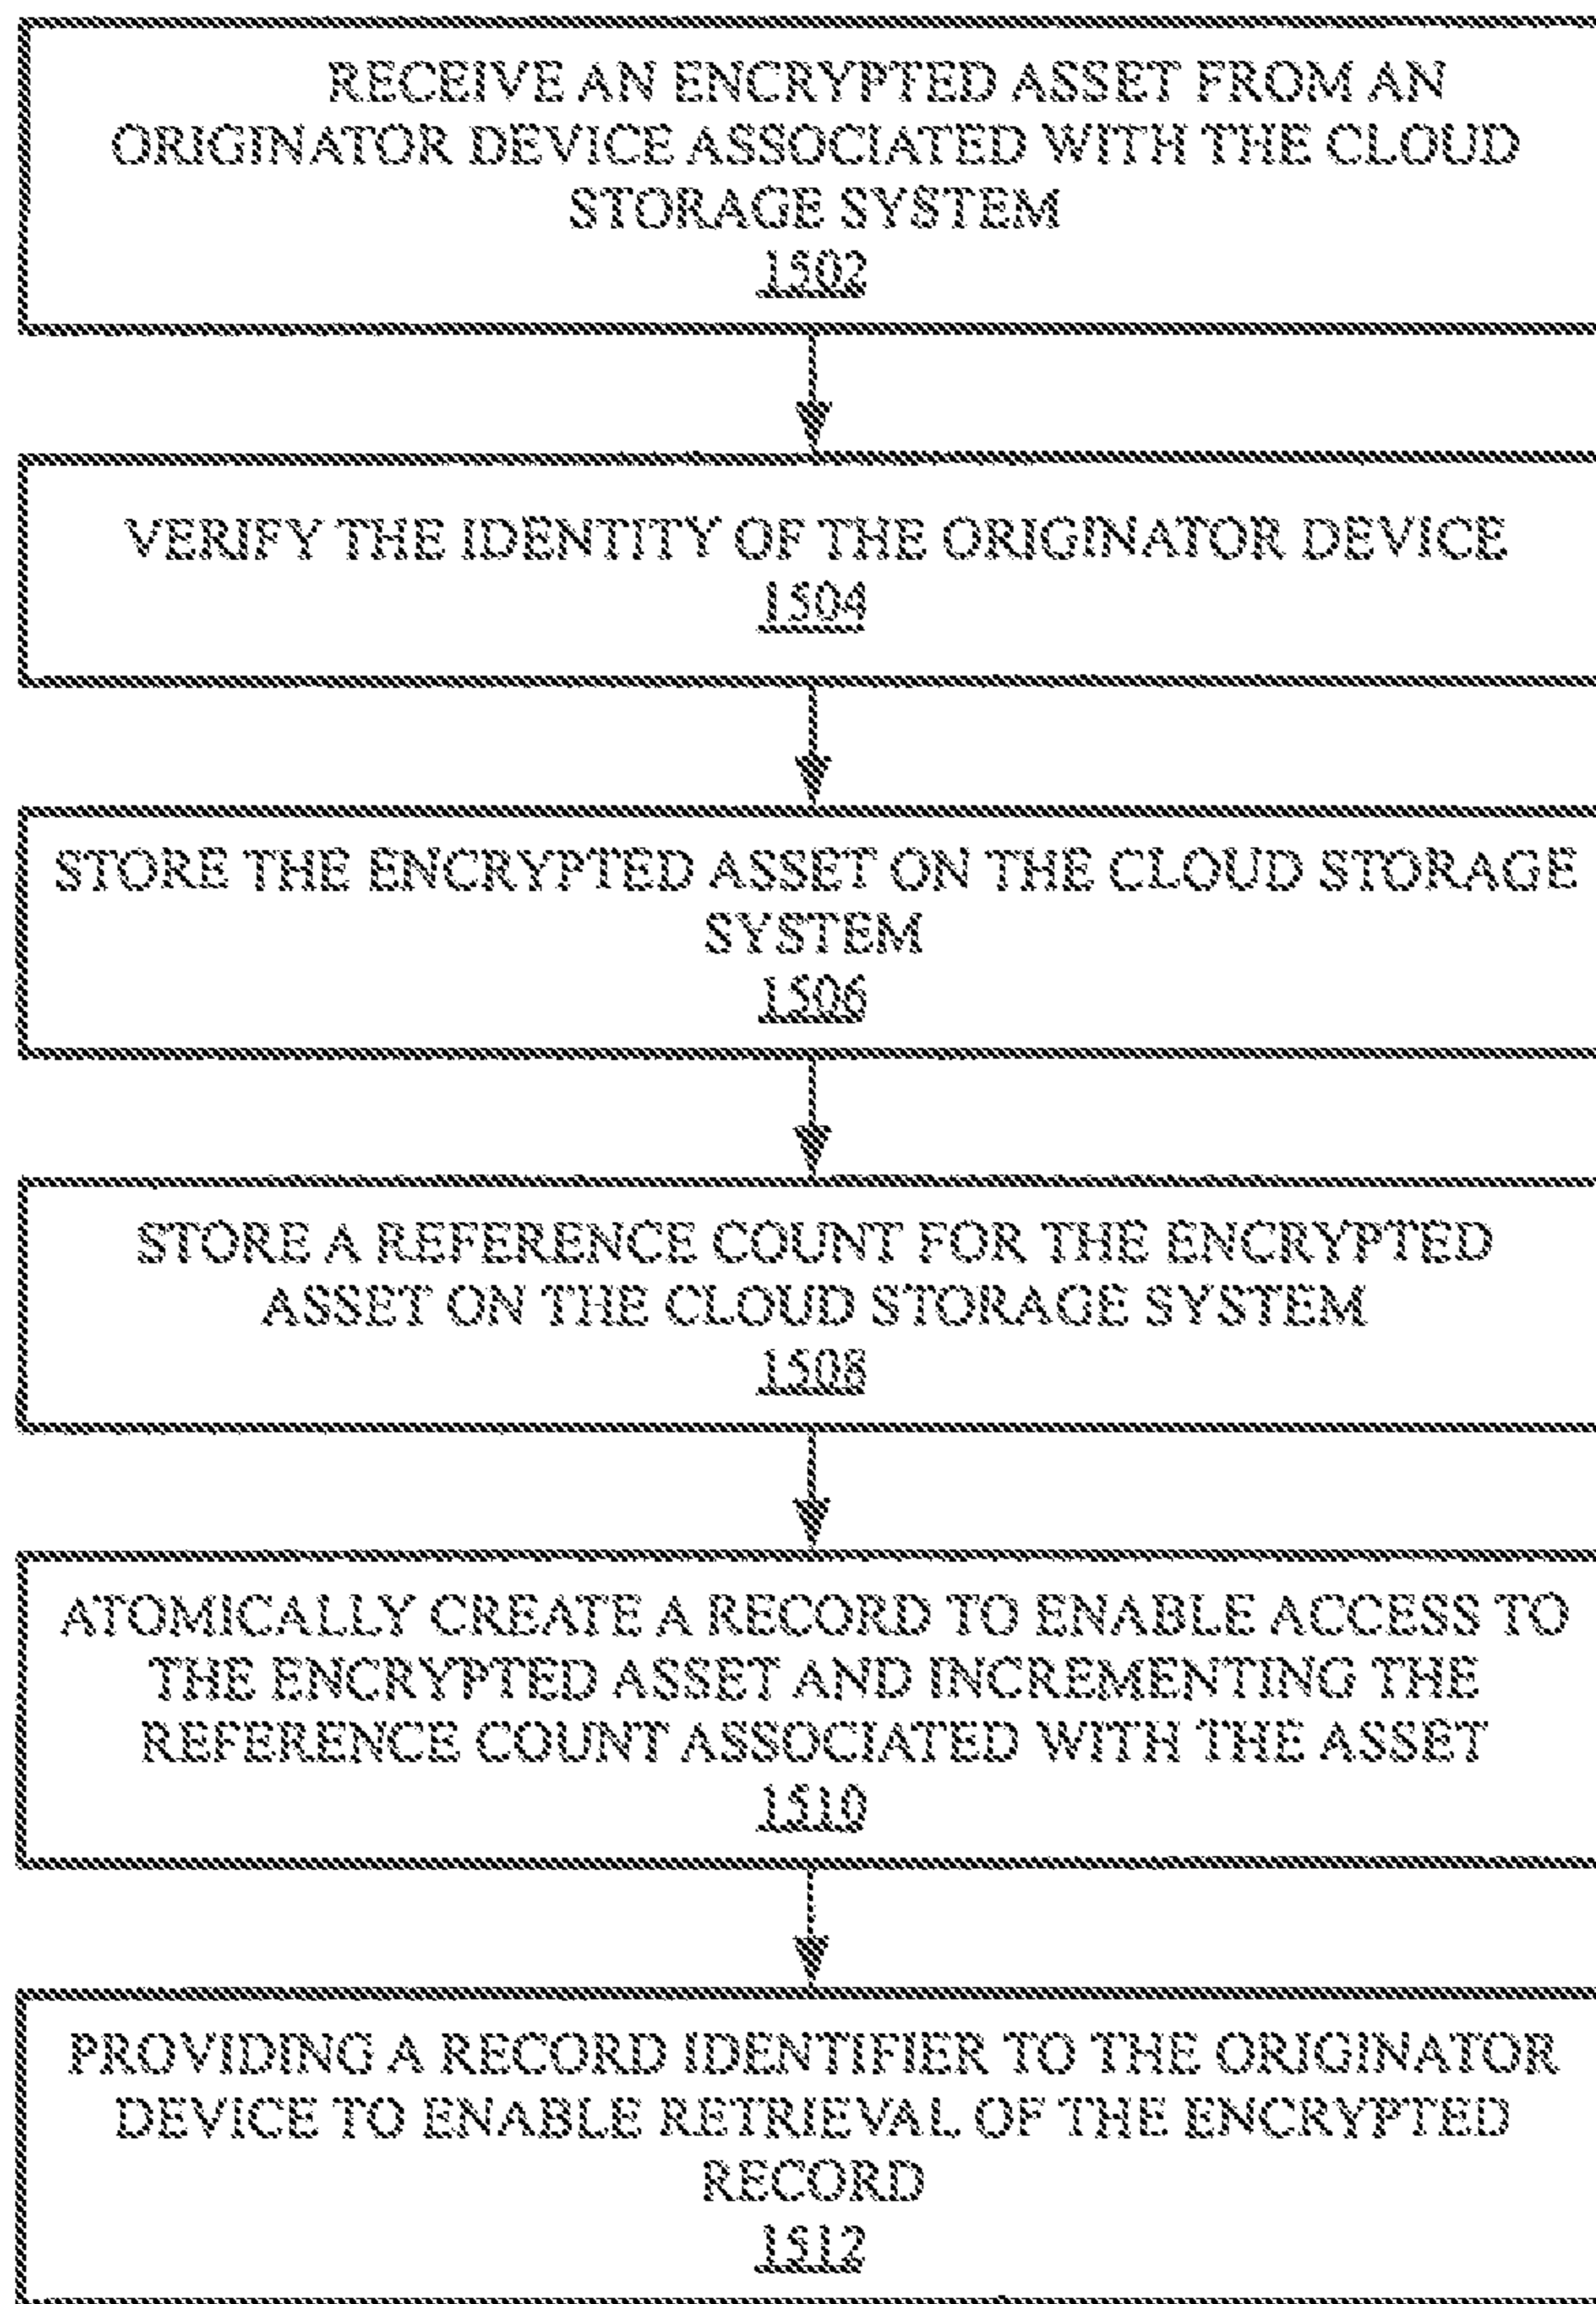 RECEIVE AN ENCRYPTED ASSET FROM AN
ORIGINATOR DEVICE ASSOCIATED WITH THE CLOUD
STORAGE SYSTEM
1502
VERIFY THE IDENTITY OF THE ORIGINATOR DEVICE
1504
STORE THE ENCRYPTED ASSET ON THE CLOUD STORAGE
SYSTEM
1506
STORE A REFERENCE COUNT FOR THE ENCRYPTED
ASSET ON THE CLOUD STORAGE SYSTEM
1508
ATOMICALLY CREATE A RECORD TO ENABLE ACCESS TO
THE ENCRYPTED ASSET AND INCREMENTING THE
REFERENCE COUNT ASSOCIATED WITH THE ASSET
1510
PROVIDING A RECORD IDENTIFIER TO THE ORIGINATOR
DEVICE TO ENABLE RETRIEVAL OF THE ENCRYPTED
RECORD
1512